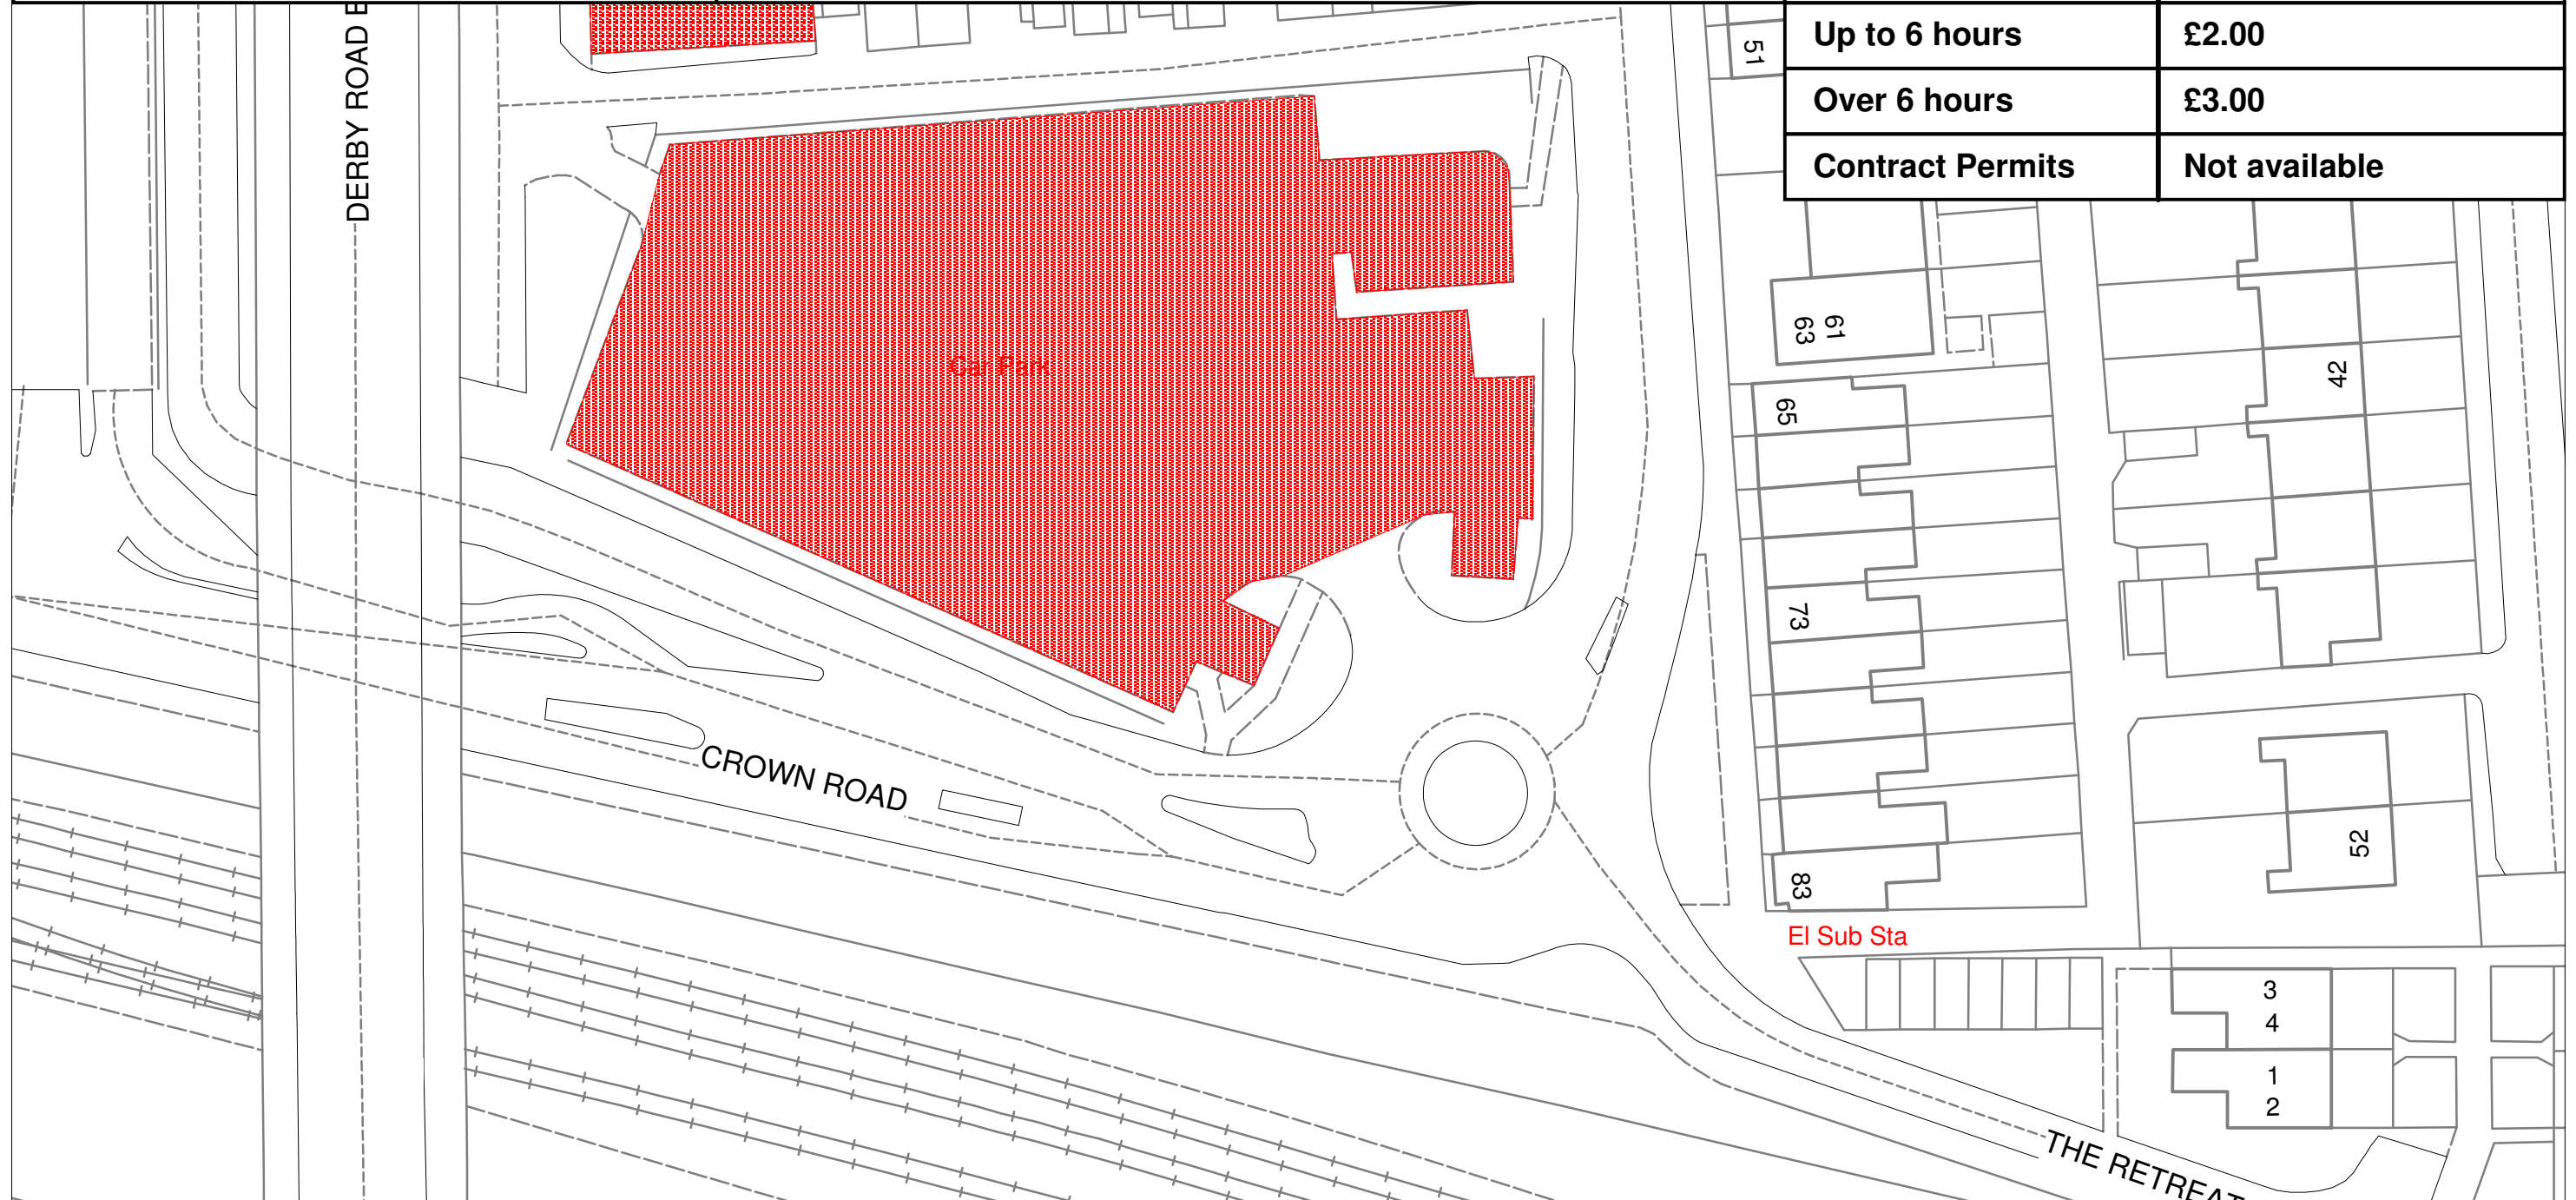 DERBY ROAD
51
Up to 6 hours £2.00
Over 6 hours £3.00
Contract Permits Not available
Car Park
61
63
65
73
83
42
52
CROWN ROAD
El Sub Sta
3
4
1
2
THE RETREAT